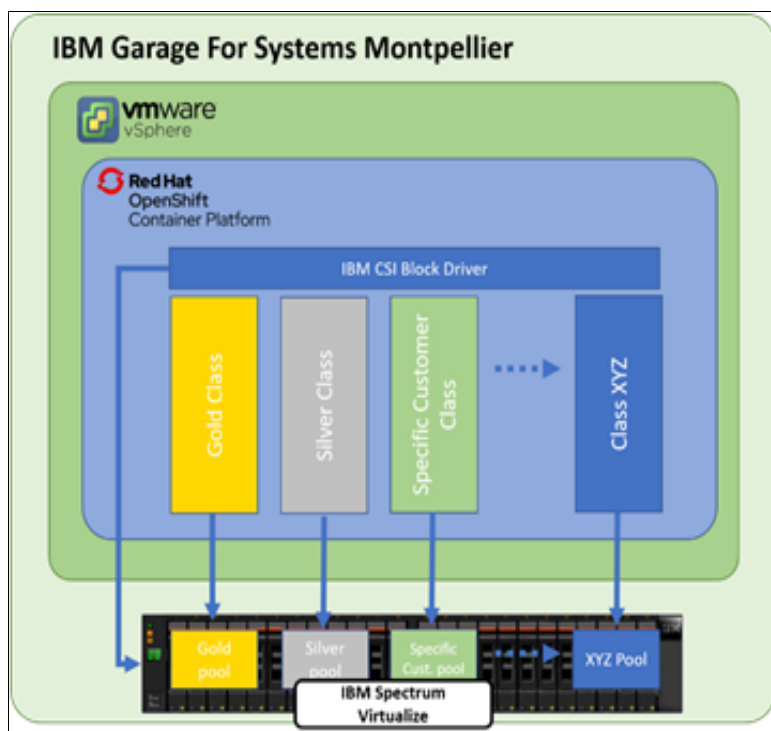 IBM Garage For Systems Montpellier
vmware
vSphere
Red Hat
OpenShift
Container Platform
IBM CSI Block Driver
Gold Class
Silver Class
Specific Customer
Class
Class XYZ
Gold
pool
Silver
pool
Specific
Cust. pool
XYZ Pool
IBM Spectrum
Virtualize